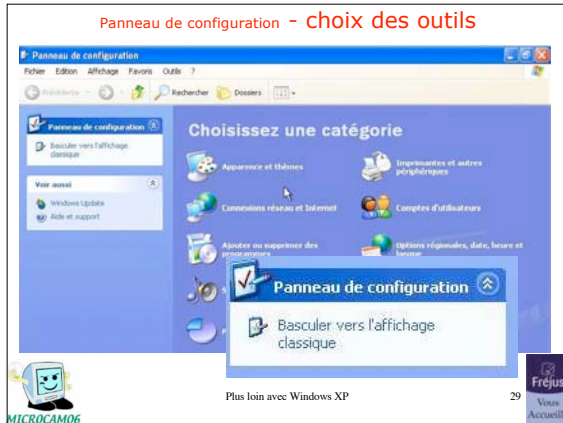 Panneau de configuration - choix des outils
Panneau de configuration
Fichier Edition Affichage Favoris Outils ?
Précédente Rechercher Dossiers
Panneau de configuration
Basculer vers l'affichage
classique
Voir aussi
Windows Update
Aide et support
Choisissez une catégorie
Apparence et thèmes
Imprimantes et autres
périphériques
Connexions réseau et Internet
Comptes d'utilisateurs
Ajouter ou supprimer des
programmes
Options régionales, date, heure et
langue
Panneau de configuration
Basculer vers l'affichage
classique
MICROCAM06
Plus loin avec Windows XP
29
Fréjus
Vous
Accueille